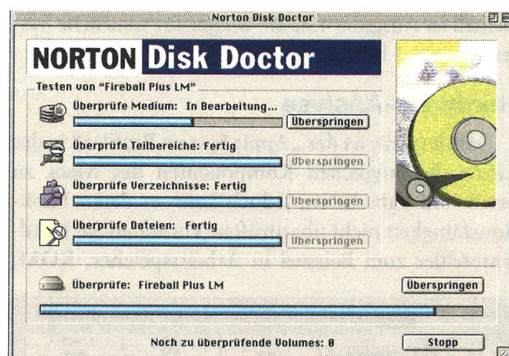 Norton Disk Doctor
NORTON Disk Doctor
Testen von "Fireball Plus LM"
Überprüfe Medium: In Bearbeitung...
Überspringen
Überprüfe Teilbereiche: Fertig
Überspringen
Überprüfe Verzeichnisse: Fertig
Überspringen
Überprüfe Dateien: Fertig
Überspringen
Überprüfe: Fireball Plus LM
Überspringen
Noch zu überprüfende Volumes: 0
Stopp